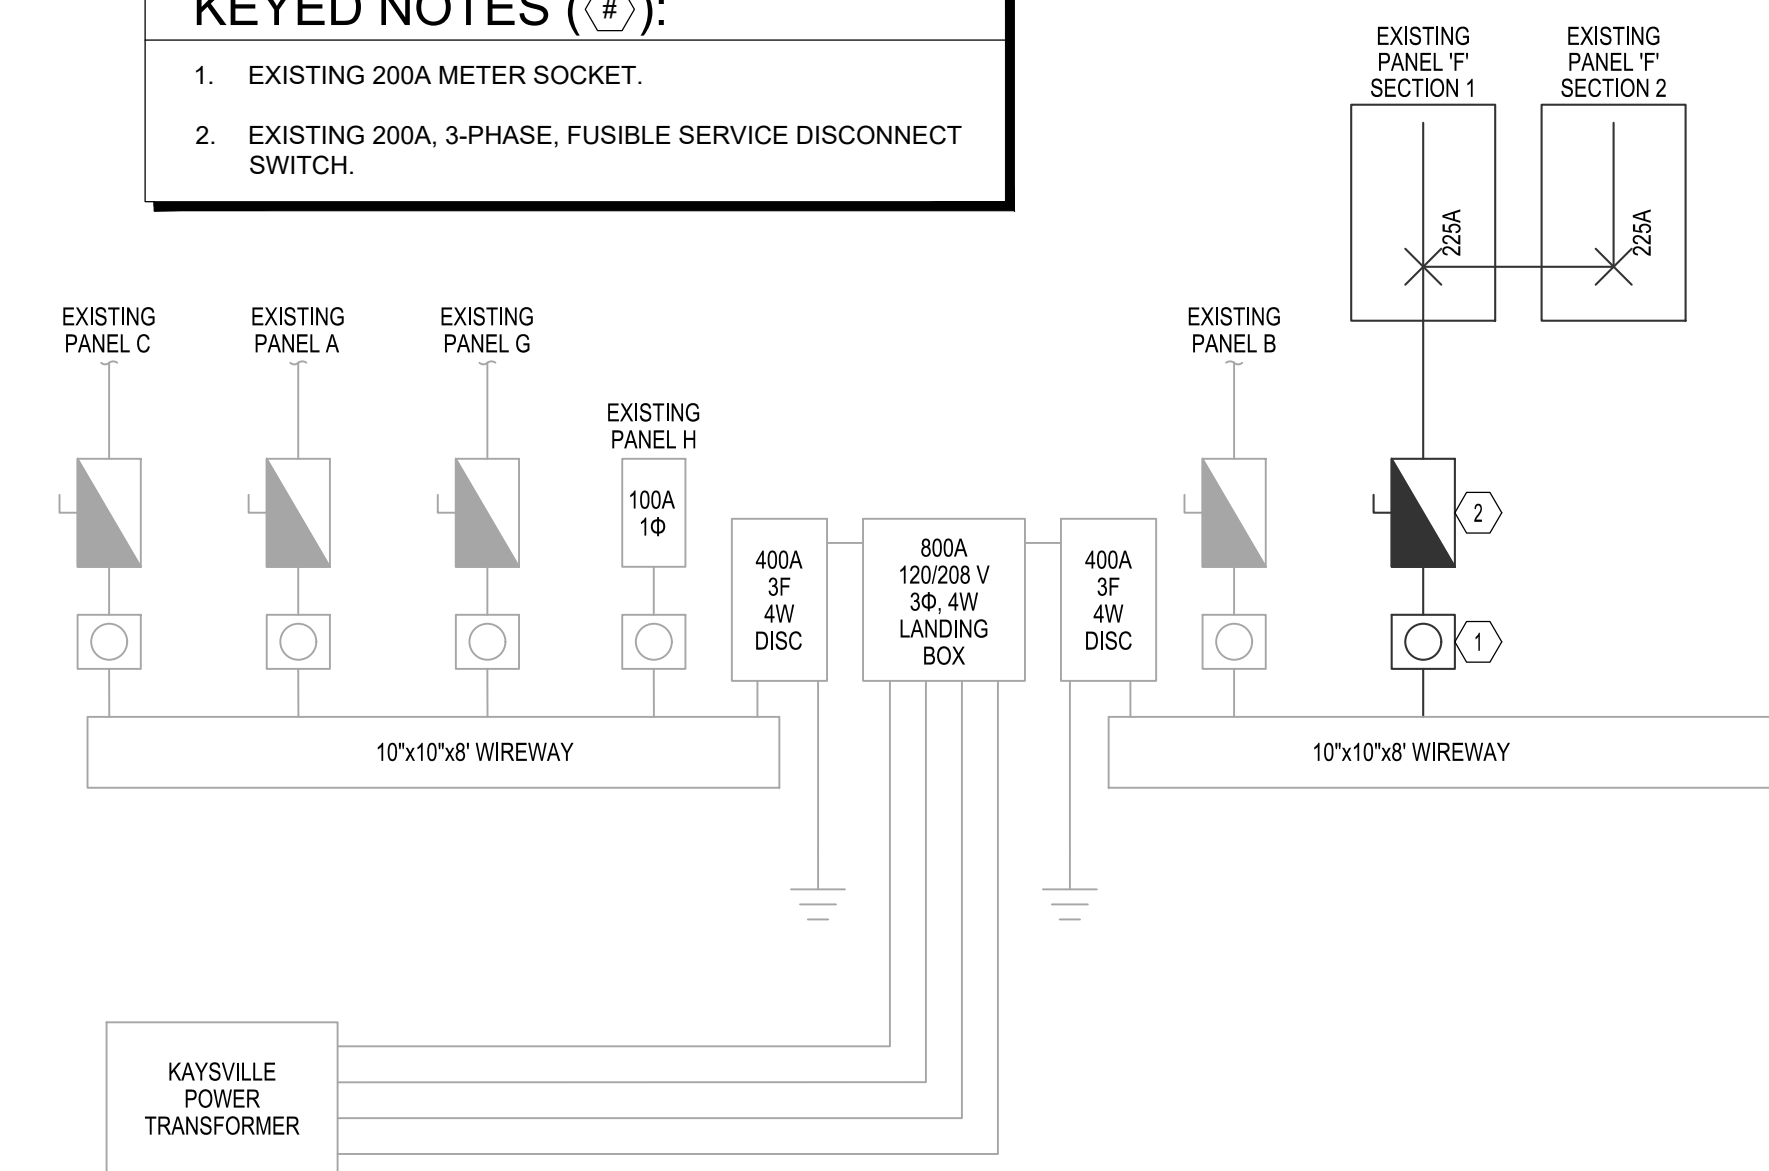 KEYED NOTES (#):
1. EXISTING 200A METER SOCKET.
2. EXISTING 200A, 3-PHASE, FUSIBLE SERVICE DISCONNECT
SWITCH.
EXISTING
PANEL 'F'
SECTION 1
EXISTING
PANEL 'F'
SECTION 2
225A
225A
EXISTING
PANEL C
EXISTING
PANEL A
EXISTING
PANEL G
EXISTING
PANEL H
100A
1Φ
400A
3F
4W
DISC
800A
120/208 V
3Φ, 4W
LANDING
BOX
400A
3F
4W
DISC
EXISTING
PANEL B
2
1
10"x10"x8' WIREWAY
10"x10"x8' WIREWAY
KAYSVILLE
POWER
TRANSFORMER